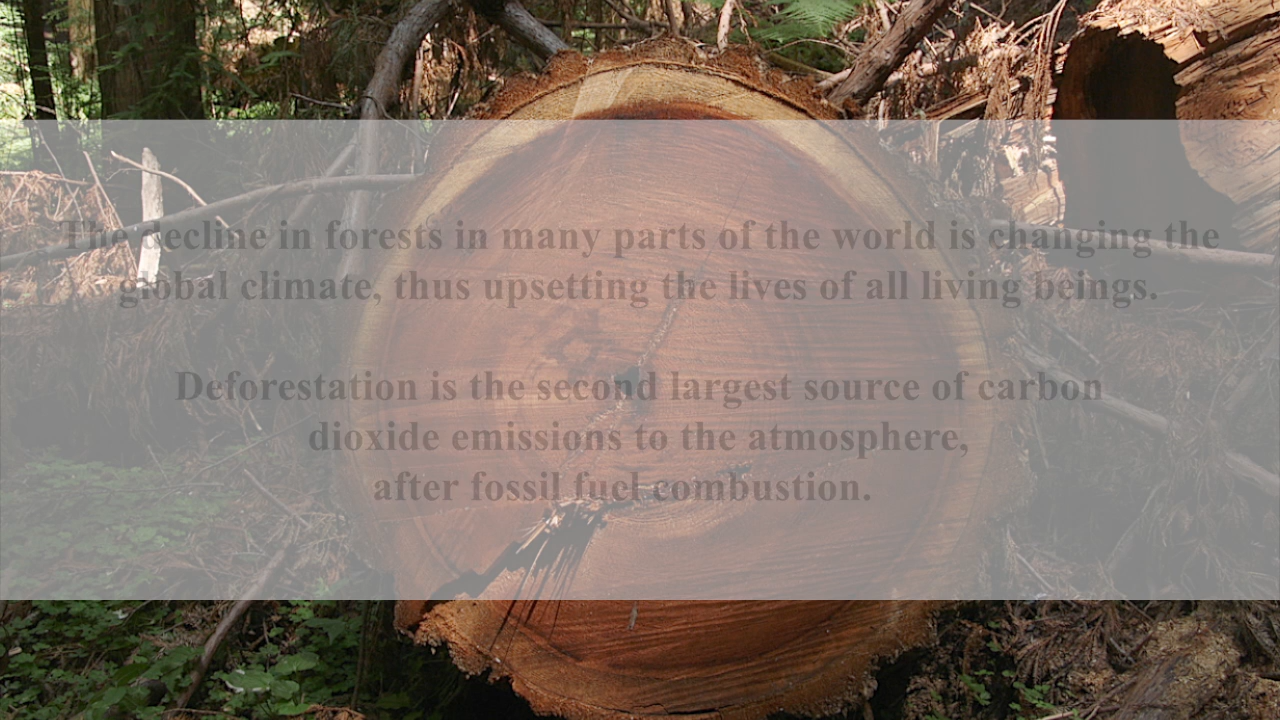 The decline in forests in many parts of the world is changing the
global climate, thus upsetting the lives of all living beings.
Deforestation is the second largest source of carbon
dioxide emissions to the atmosphere,
after fossil fuel combustion.